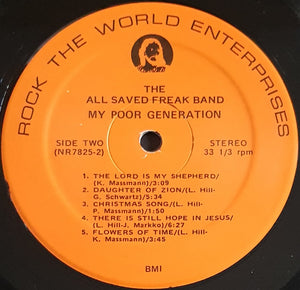 ROCK THE WORLD ENTERPRISES
THE
ALL SAVED FREAK BAND
MY POOR GENERATION
SIDE TWO
(NR7825-2)
STEREO
33 1/3 rpm
1. THE LORD IS MY SHEPHERD/
(K. Massmann)/3:09
2. DAUGHTER OF ZION/(L. Hill-
G. Schwartz)/5:34
3. CHRISTMAS SONG/(L. Hill-
P. Massmann)/1:50
4. THERE IS STILL HOPE IN JESUS/
(L. Hill-J. Markko)/6:27
5. FLOWERS OF TIME/(L. Hill-
K. Massmann)/3:45
BMI